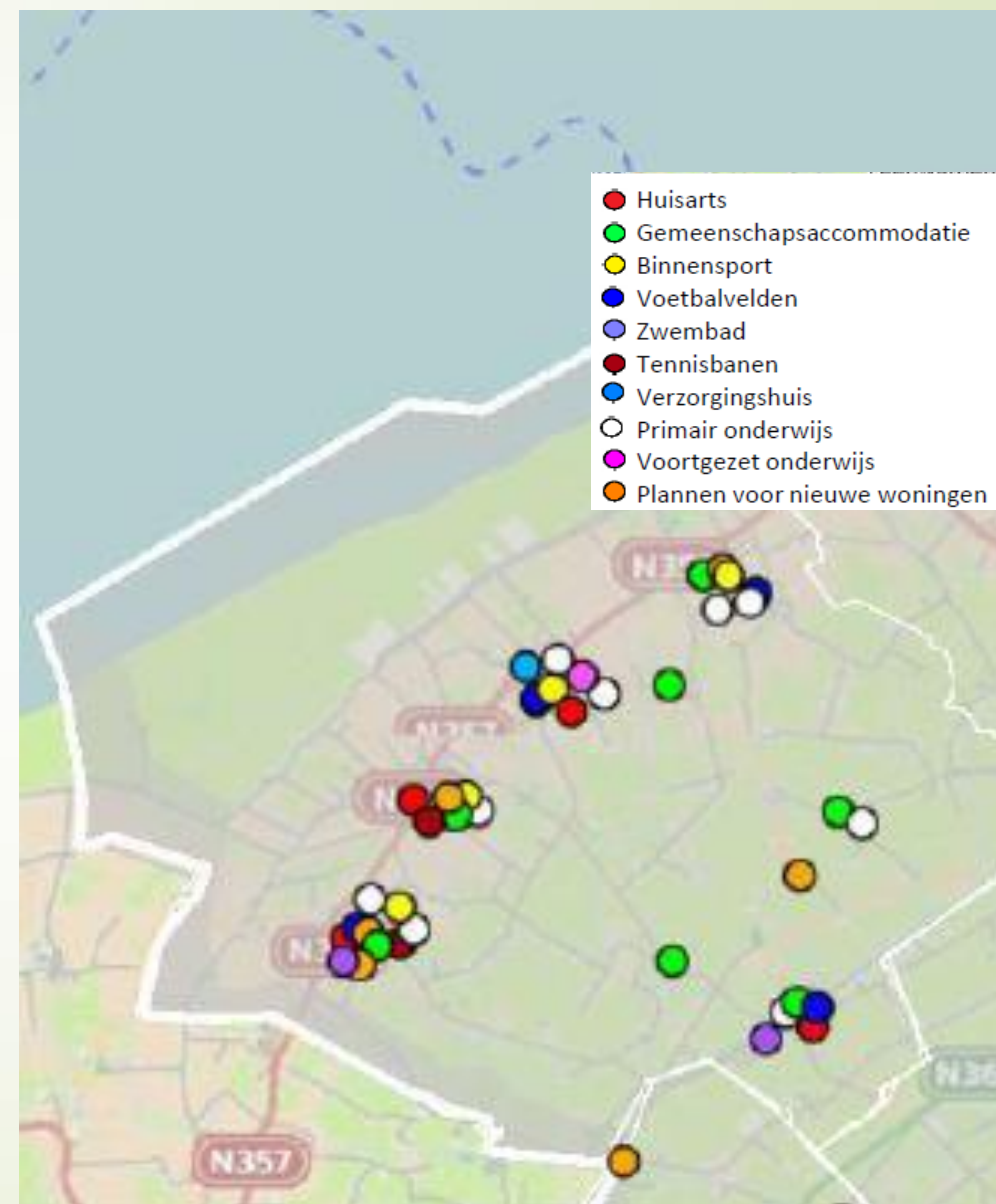 Huisarts
Gemeenschapsaccommodatie
Binnensport
Voetbalvelden
Zwembad
Tennisbanen
Verzorgingshuis
Primair onderwijs
Voortgezet onderwijs
Plannen voor nieuwe woningen
N357